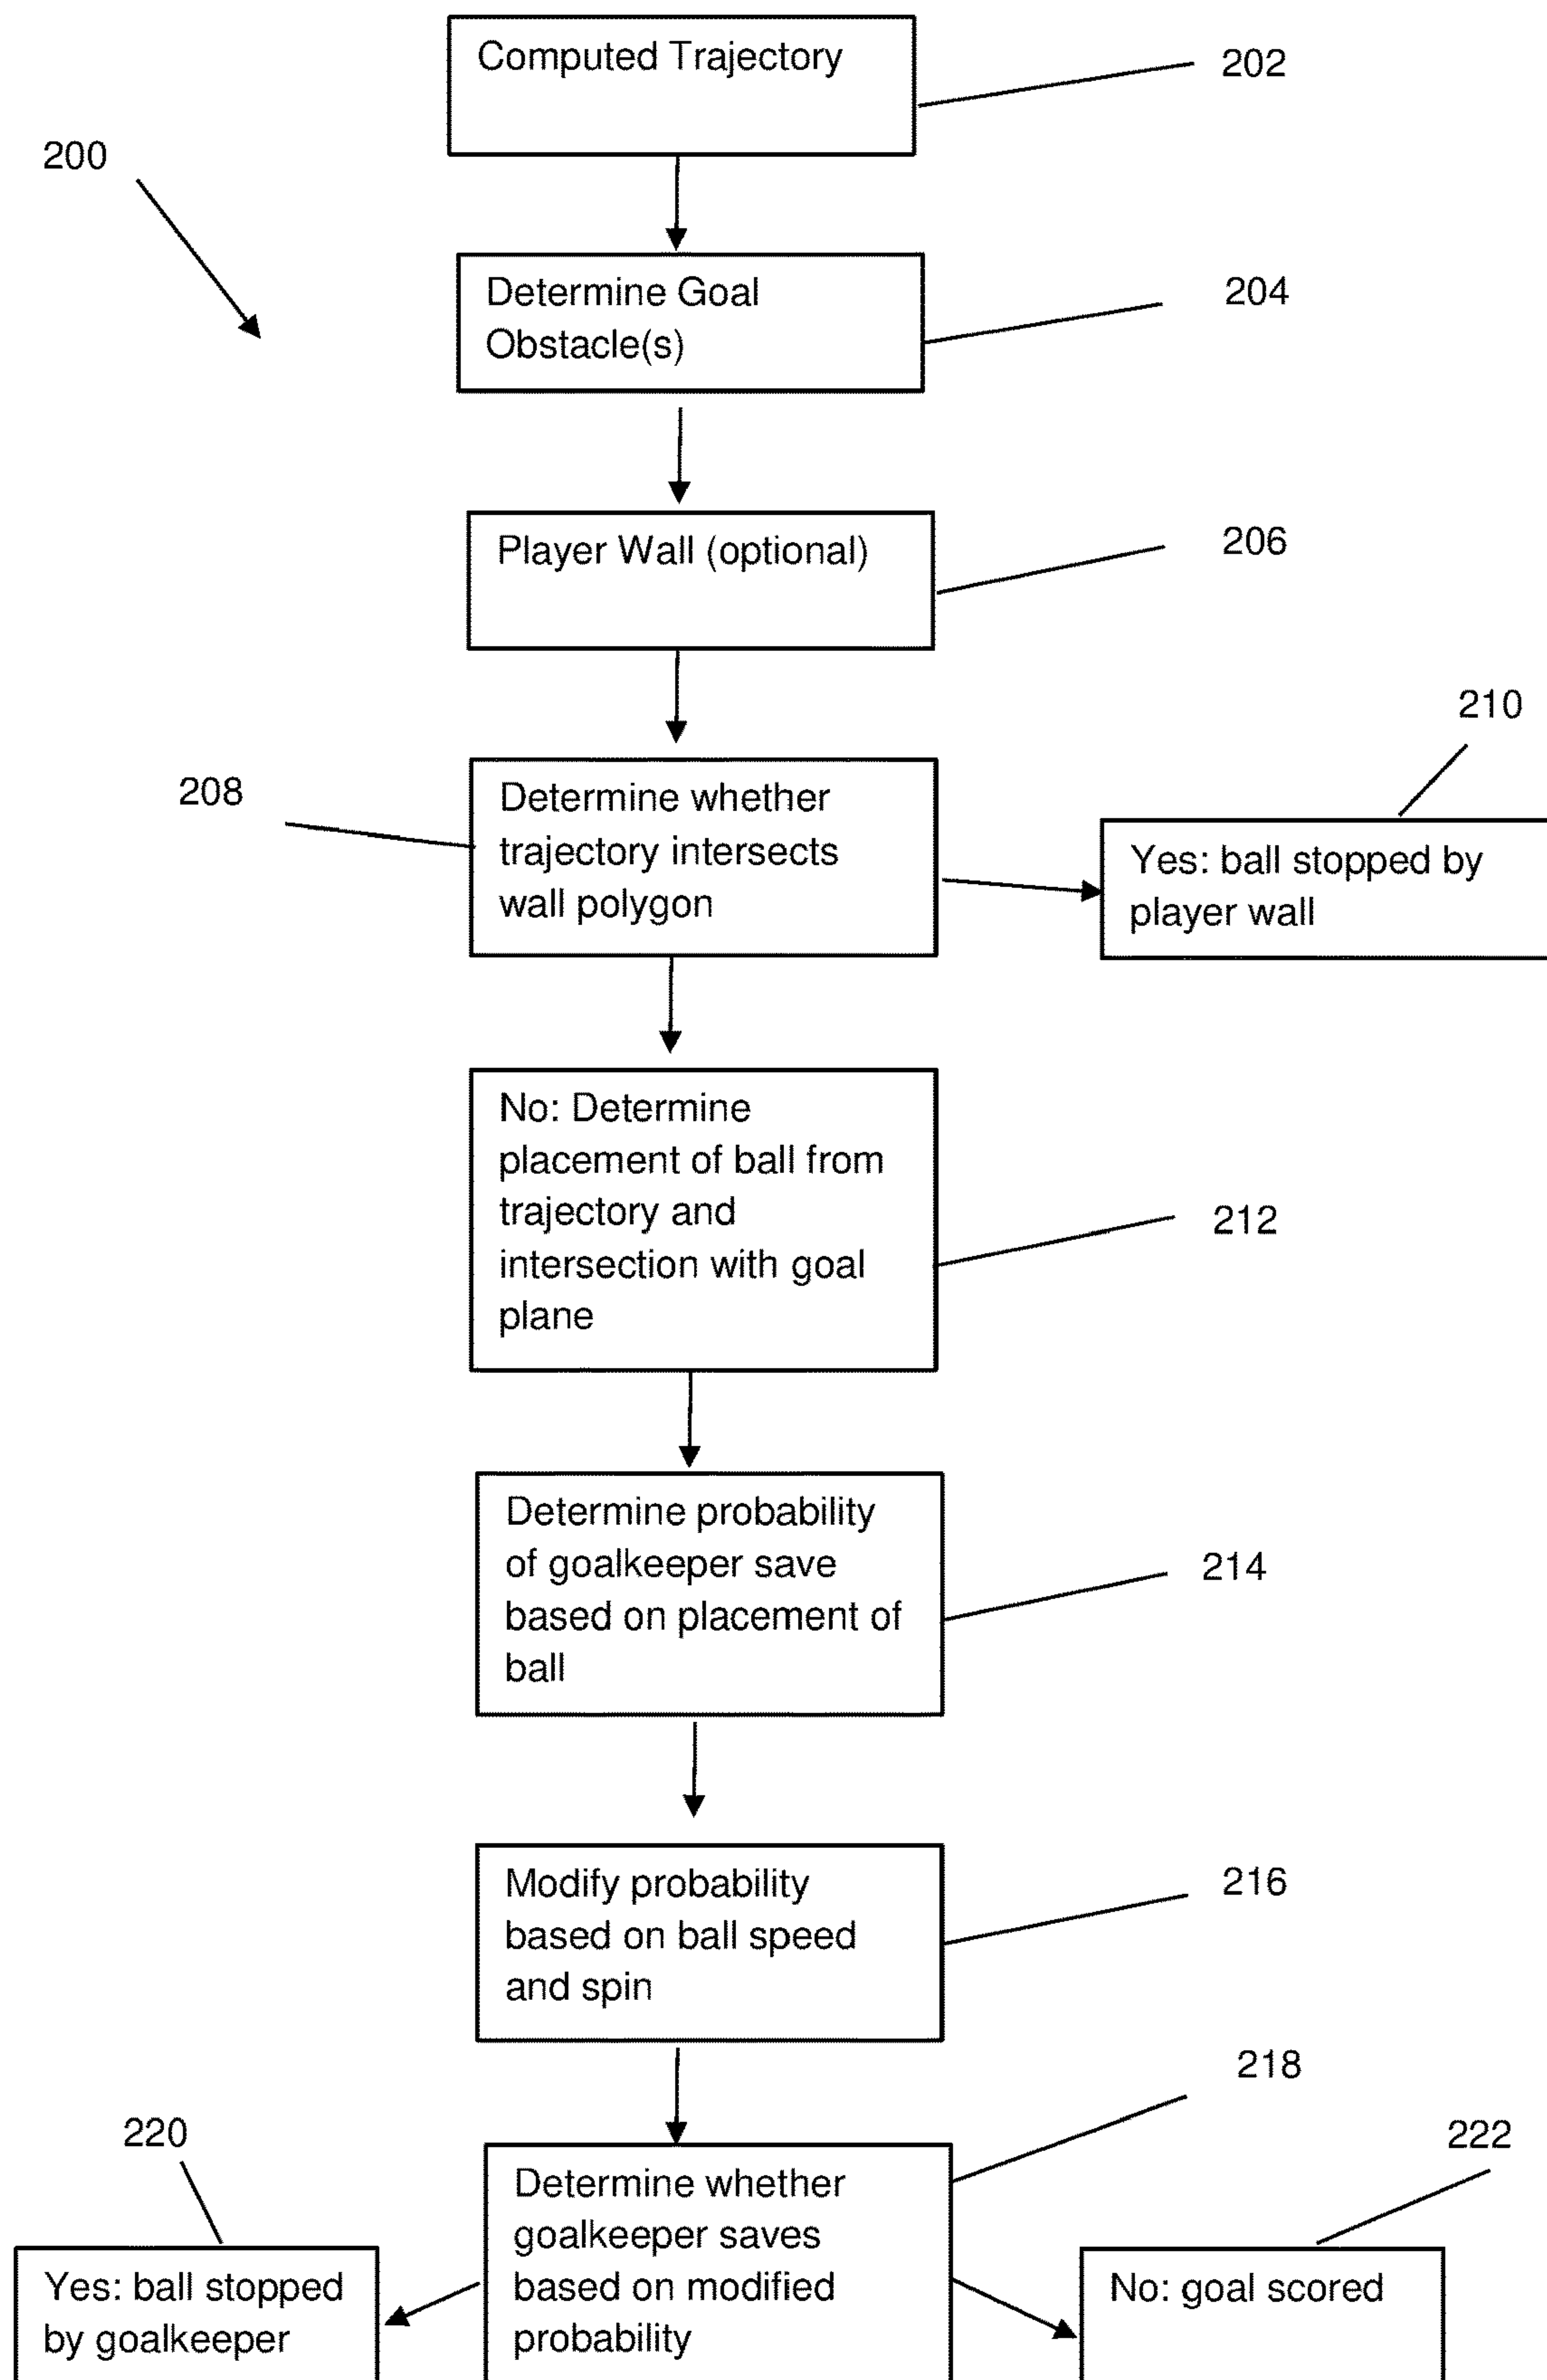 Computed Trajectory
202
200
Determine Goal
Obstacle(s)
204
Player Wall (optional)
206
210
208
Determine whether
trajectory intersects
wall polygon
Yes: ball stopped by
player wall
No: Determine
placement of ball from
trajectory and
intersection with goal
plane
212
Determine probability
of goalkeeper save
based on placement of
ball
214
Modify probability
based on ball speed
and spin
216
218
220
222
Determine whether
goalkeeper saves
based on modified
probability
Yes: ball stopped
by goalkeeper
No: goal scored